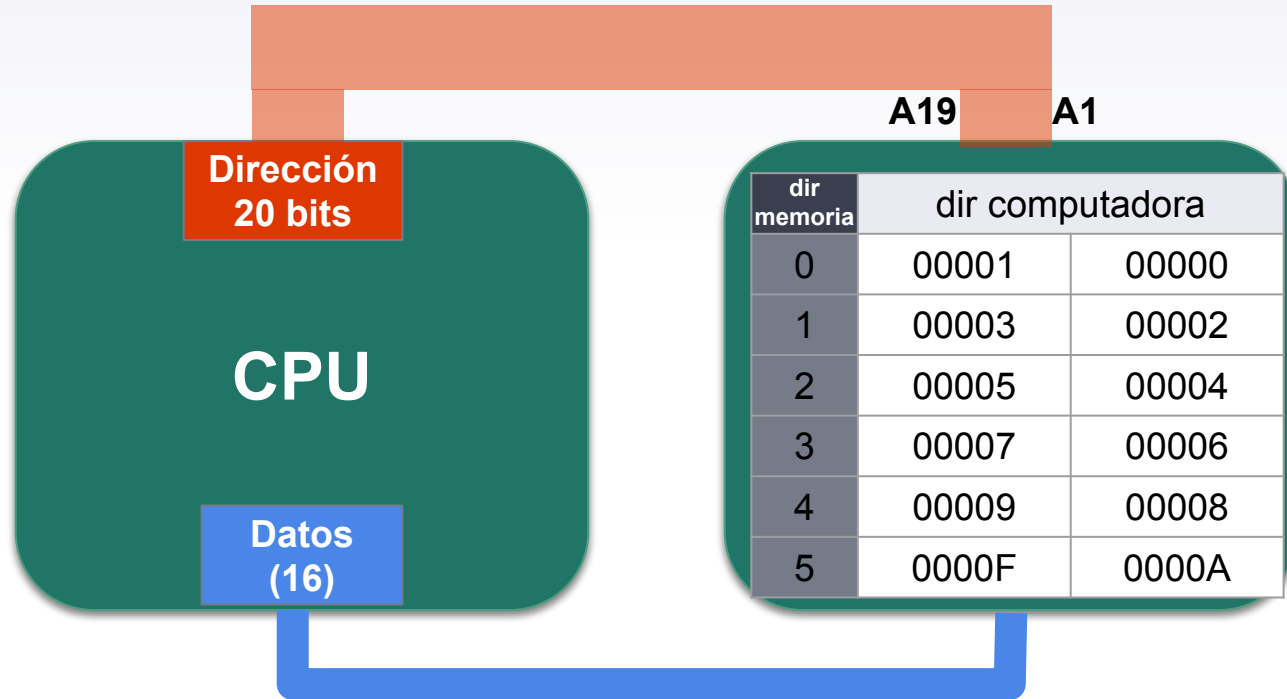 A19 A1
Dirección
20 bits
CPU
Datos
(16)
dir
memoria
dir computadora
0 00001 00000
1 00003 00002
2 00005 00004
3 00007 00006
4 00009 00008
5 0000F 0000A